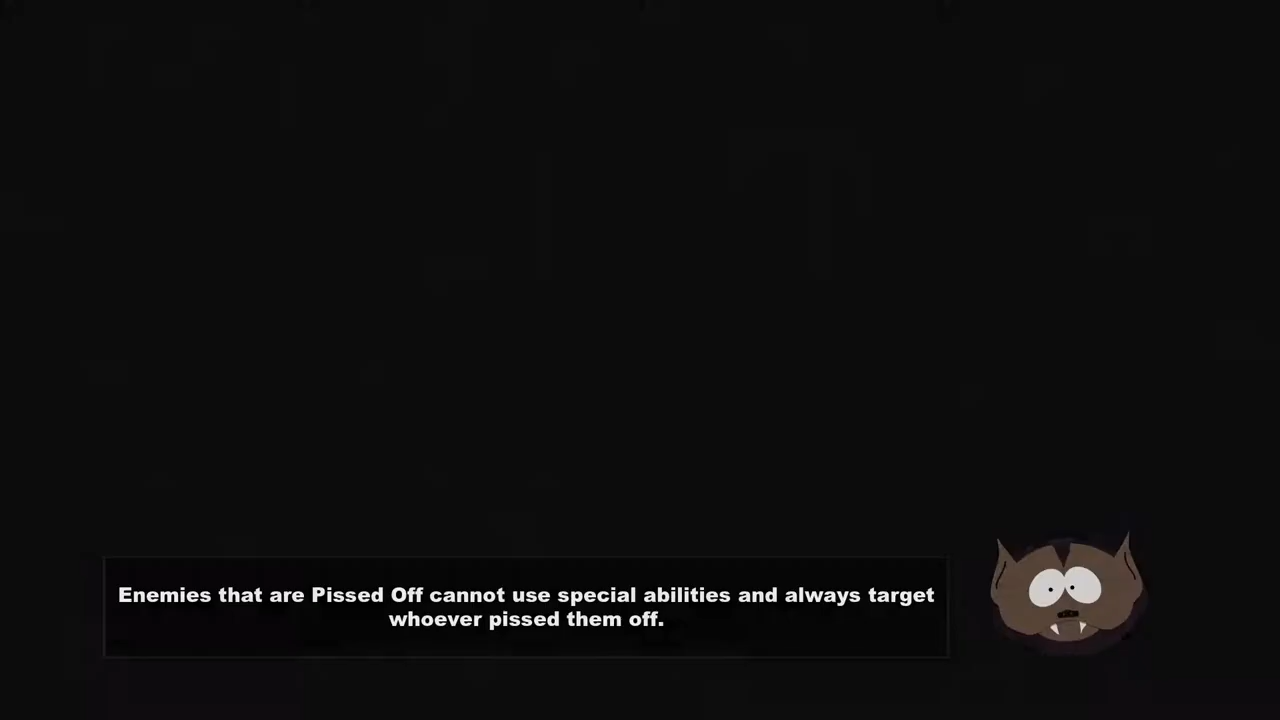 Enemies that are Pissed Off cannot use special abilities and always target
whoever pissed them off.